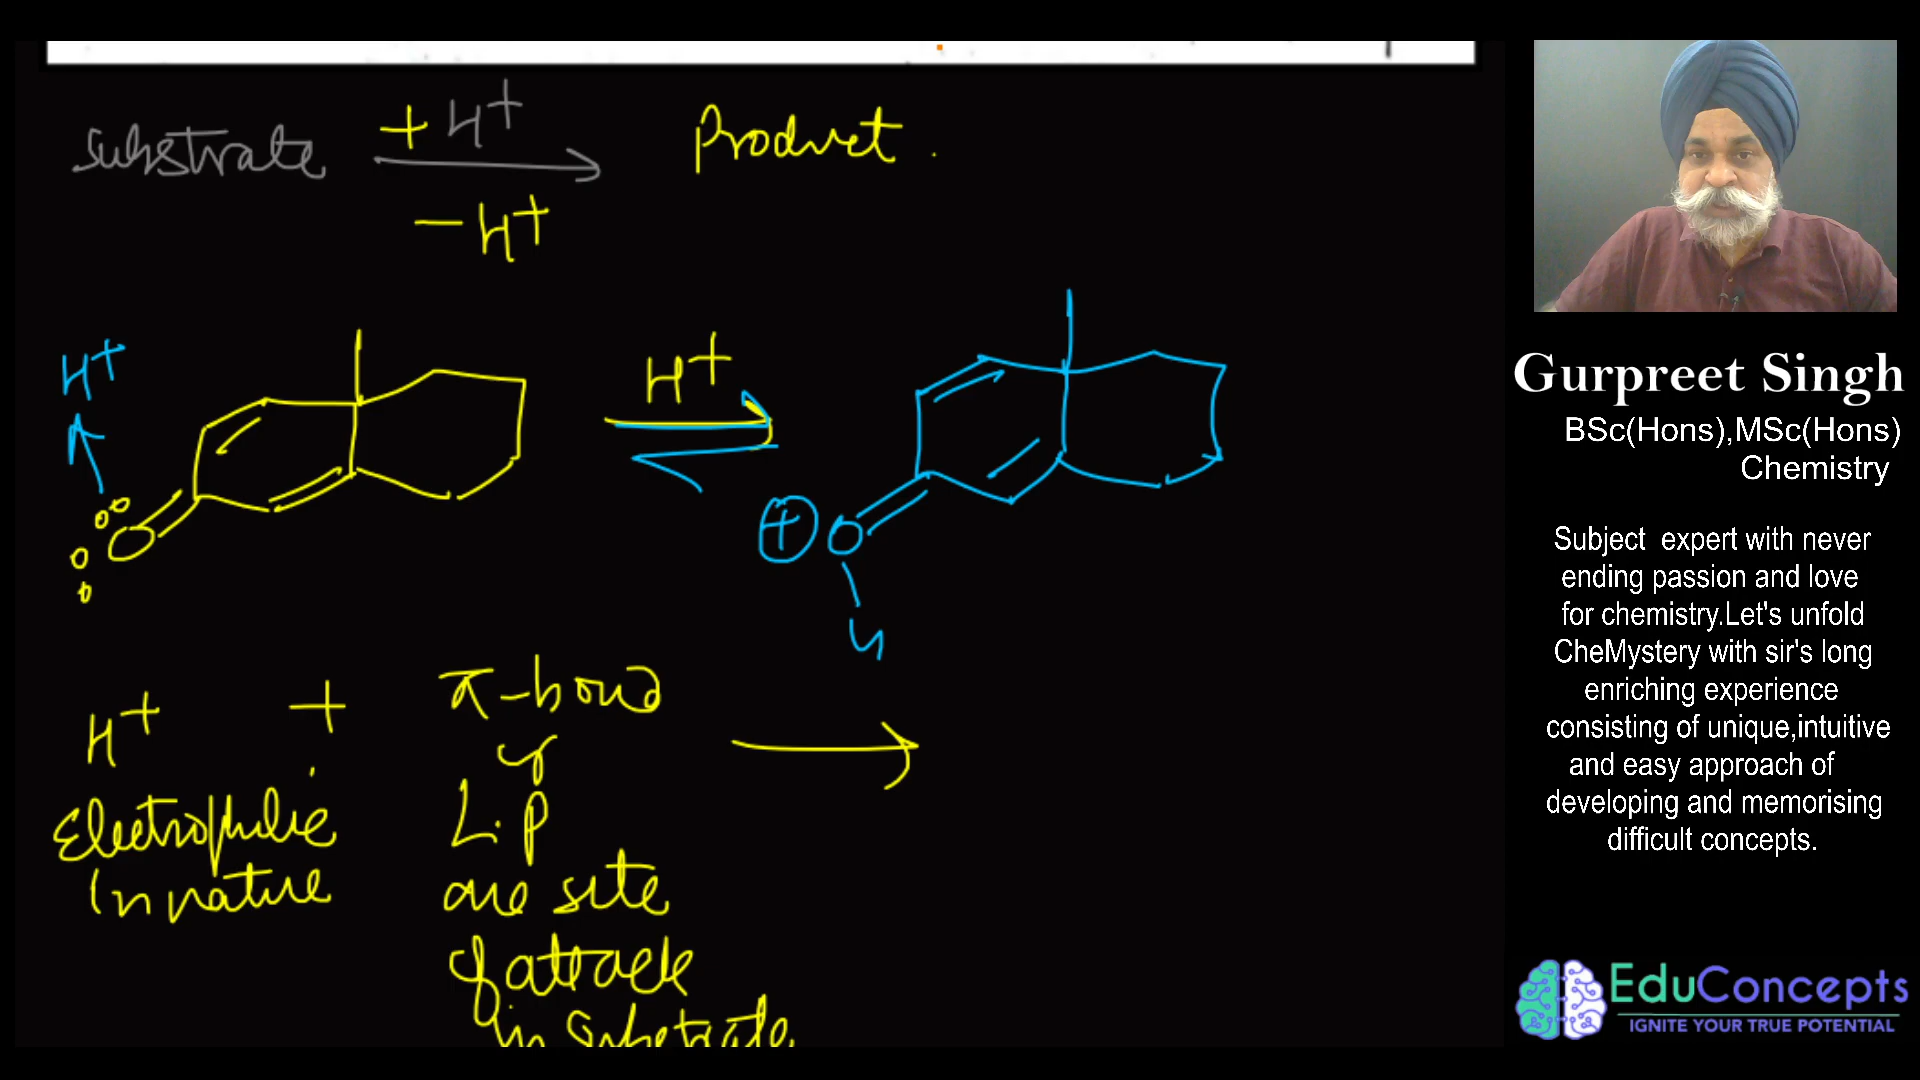 substrate + H+ Product .
- H+
H+
H+
O
+ O
H
H+ + π-bond
or
Electrophilic L.P
in nature are site
of attack
in substrate
Gurpreet Singh
BSc(Hons),MSc(Hons)
Chemistry
Subject expert with never
ending passion and love
for chemistry.Let's unfold
CheMystery with sir's long
enriching experience
consisting of unique,intuitive
and easy approach of
developing and memorising
difficult concepts.
EduConcepts
IGNITE YOUR TRUE POTENTIAL